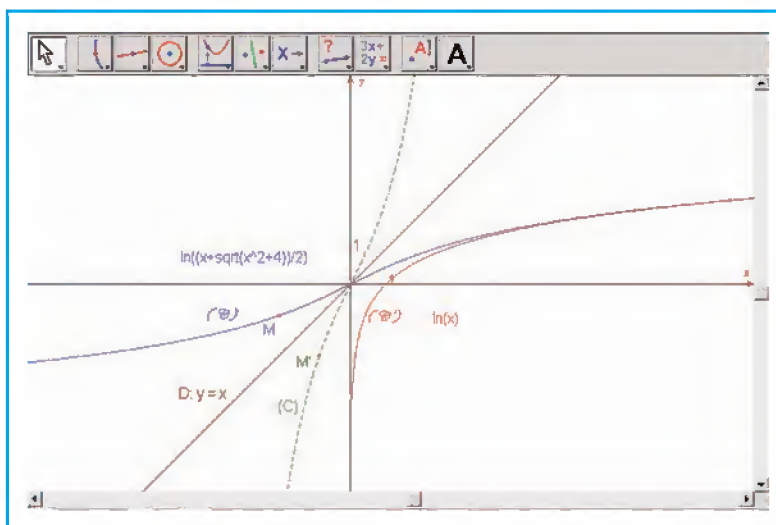 ?
3x+
2y=
X→
A
A
y
1
ln((x+sqrt(x^2+4))/2)
x
M
ln(x)
M'
D: y = x
(C)